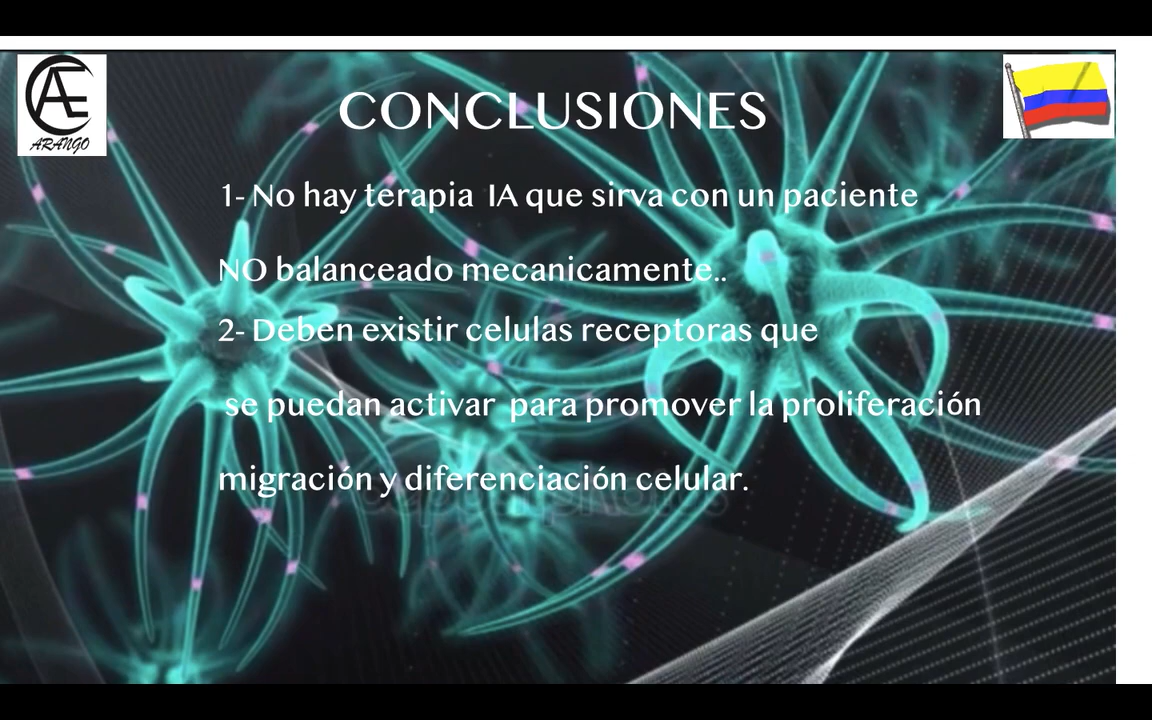 AE
ARANGO
CONCLUSIONES
1- No hay terapia IA que sirva con un paciente
NO balanceado mecanicamente..
2- Deben existir celulas receptoras que
se puedan activar para promover la proliferación
migración y diferenciación celular.